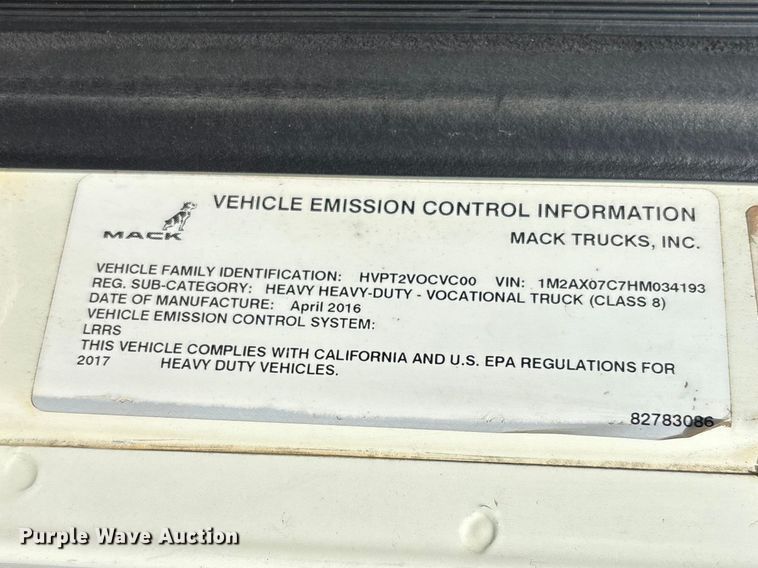 VEHICLE EMISSION CONTROL INFORMATION
MACK
MACK TRUCKS, INC.
VEHICLE FAMILY IDENTIFICATION: HVPT2VOCVC00 VIN: 1M2AX07C7HM034193
REG. SUB-CATEGORY: HEAVY HEAVY-DUTY - VOCATIONAL TRUCK (CLASS 8)
DATE OF MANUFACTURE: April 2016
VEHICLE EMISSION CONTROL SYSTEM:
LRRS
THIS VEHICLE COMPLIES WITH CALIFORNIA AND U.S. EPA REGULATIONS FOR
2017 HEAVY DUTY VEHICLES.
82783086
Purple Wave Auction®